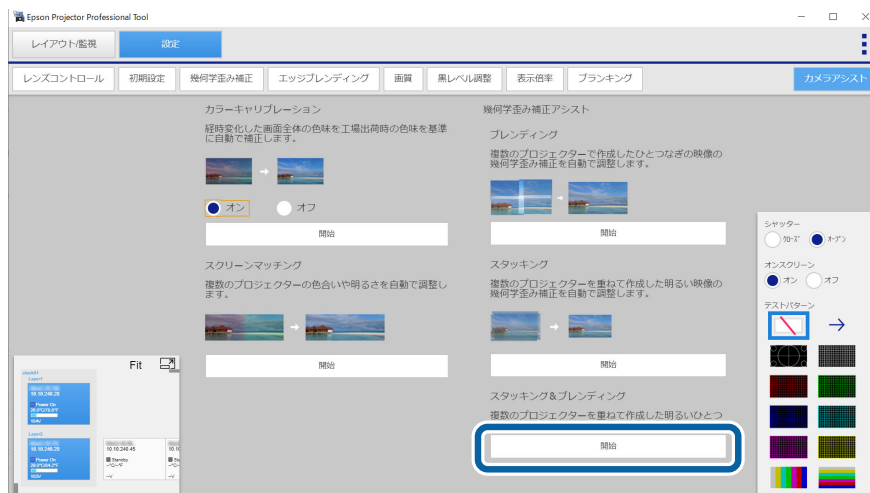 Epson Projector Professional Tool
レイアウト/監視
設定
レンズコントロール
初期設定
幾何学歪み補正
エッジブレンディング
画質
黒レベル調整
表示倍率
ブランキング
カメラアシスト
カラーキャリブレーション
経時変化した画面全体の色味を工場出荷時の色味を基準
に自動で補正します。
オン
オフ
開始
スクリーンマッチング
複数のプロジェクターの色合いや明るさを自動で調整し
ます。
開始
幾何学歪み補正アシスト
ブレンディング
複数のプロジェクターで作成したひとつなぎの映像の
幾何学歪み補正を自動で調整します。
開始
スタッキング
複数のプロジェクターを重ねて作成した明るい映像の
幾何学歪み補正を自動で調整します。
開始
スタッキング&ブレンディング
複数のプロジェクターを重ねて作成した明るいひとつ
開始
シャッター
クローズ
オープン
オンスクリーン
オン
オフ
テストパターン
Fit
Layer1
10.10.240.20
Power On
Layer2
10.10.240.29
Power On
10.10.240.45
Standby